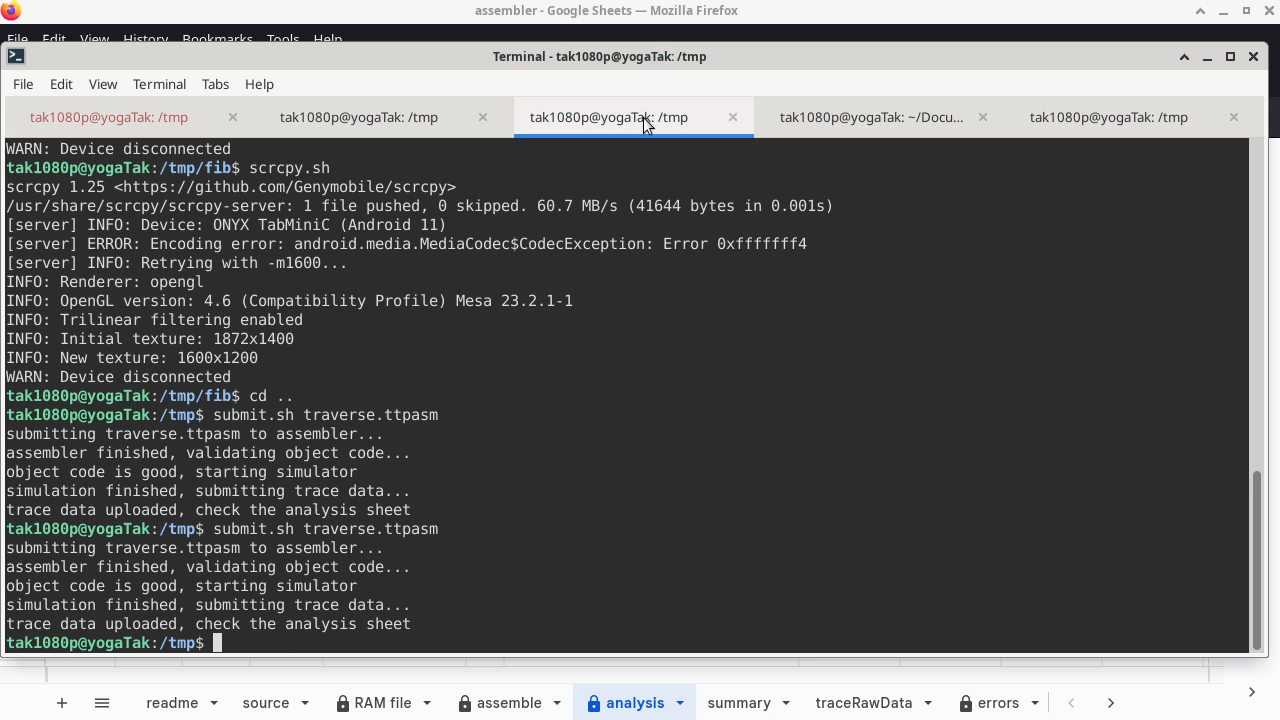 assembler - Google Sheets — Mozilla Firefox
File Edit View History Bookmarks Tools Help
Terminal - tak1080p@yogaTak: /tmp
File Edit View Terminal Tabs Help
tak1080p@yogaTak: /tmp tak1080p@yogaTak: /tmp tak1080p@yogaTak: /tmp tak1080p@yogaTak: ~/Docu... tak1080p@yogaTak: /tmp
WARN: Device disconnected
tak1080p@yogaTak:/tmp/fib$ scrcpy.sh
scrcpy 1.25 <https://github.com/Genymobile/scrcpy>
/usr/share/scrcpy/scrcpy-server: 1 file pushed, 0 skipped. 60.7 MB/s (41644 bytes in 0.001s)
[server] INFO: Device: ONYX TabMiniC (Android 11)
[server] ERROR: Encoding error: android.media.MediaCodec$CodecException: Error 0xfffffff4
[server] INFO: Retrying with -m1600...
INFO: Renderer: opengl
INFO: OpenGL version: 4.6 (Compatibility Profile) Mesa 23.2.1-1
INFO: Trilinear filtering enabled
INFO: Initial texture: 1872x1400
INFO: New texture: 1600x1200
WARN: Device disconnected
tak1080p@yogaTak:/tmp/fib$ cd ..
tak1080p@yogaTak:/tmp$ submit.sh traverse.ttpasm
submitting traverse.ttpasm to assembler...
assembler finished, validating object code...
object code is good, starting simulator
simulation finished, submitting trace data...
trace data uploaded, check the analysis sheet
tak1080p@yogaTak:/tmp$ submit.sh traverse.ttpasm
submitting traverse.ttpasm to assembler...
assembler finished, validating object code...
object code is good, starting simulator
simulation finished, submitting trace data...
trace data uploaded, check the analysis sheet
tak1080p@yogaTak:/tmp$
readme source RAM file assemble analysis summary traceRawData errors